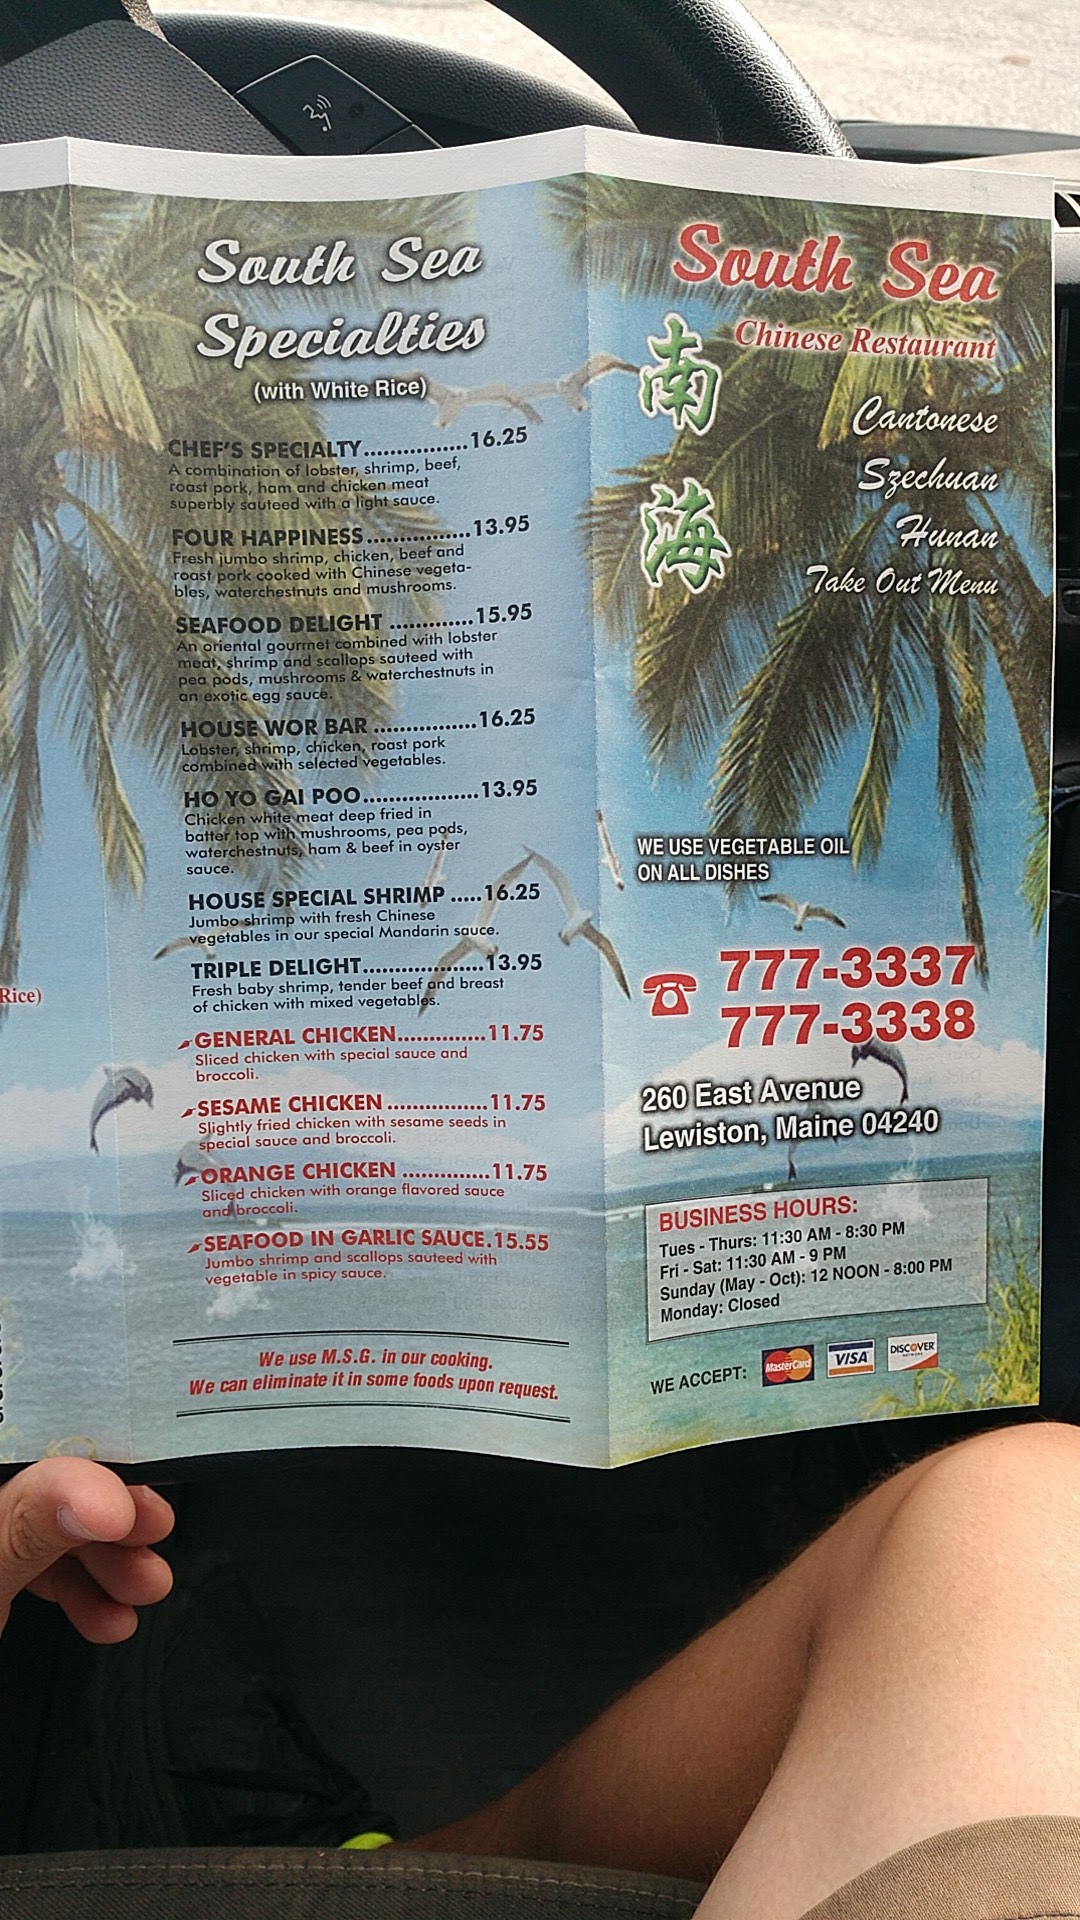 Rice)
South Sea
Specialties
(with White Rice)
CHEF'S SPECIALTY.................16.25
A combination of lobster, shrimp, beef,
roast pork, ham and chicken meat
superbly sauteed with a light sauce.
FOUR HAPPINESS.................13.95
Fresh jumbo shrimp, chicken, beef and
roast pork cooked with Chinese vegeta-
bles, waterchestnuts and mushrooms.
SEAFOOD DELIGHT .............15.95
An oriental gourmet combined with lobster
meat, shrimp and scallops sauteed with
pea pods, mushrooms & waterchestnuts in
an exotic egg sauce.
HOUSE WOR BAR ................16.25
Lobster, shrimp, chicken, roast pork
combined with selected vegetables.
HO YO GAI POO...................13.95
Chicken white meat deep fried in
batter top with mushrooms, pea pods,
waterchestnuts, ham & beef in oyster
sauce.
HOUSE SPECIAL SHRIMP .....16.25
Jumbo shrimp with fresh Chinese
vegetables in our special Mandarin sauce.
TRIPLE DELIGHT....................13.95
Fresh baby shrimp, tender beef and breast
of chicken with mixed vegetables.
GENERAL CHICKEN..............11.75
Sliced chicken with special sauce and
broccoli.
SESAME CHICKEN ................11.75
Slightly fried chicken with sesame seeds in
special sauce and broccoli.
ORANGE CHICKEN ..............11.75
Sliced chicken with orange flavored sauce
and broccoli.
SEAFOOD IN GARLIC SAUCE.15.55
Jumbo shrimp and scallops sauteed with
vegetable in spicy sauce.
We use M.S.G. in our cooking.
We can eliminate it in some foods upon request.
South Sea
Chinese Restaurant
南
海
Cantonese
Szechuan
Hunan
Take Out Menu
WE USE VEGETABLE OIL
ON ALL DISHES
777-3337
777-3338
260 East Avenue
Lewiston, Maine 04240
BUSINESS HOURS:
Tues - Thurs: 11:30 AM - 8:30 PM
Fri - Sat: 11:30 AM - 9 PM
Sunday (May - Oct): 12 NOON - 8:00 PM
Monday: Closed
WE ACCEPT: MasterCard VISA DISCOVER NETWORK